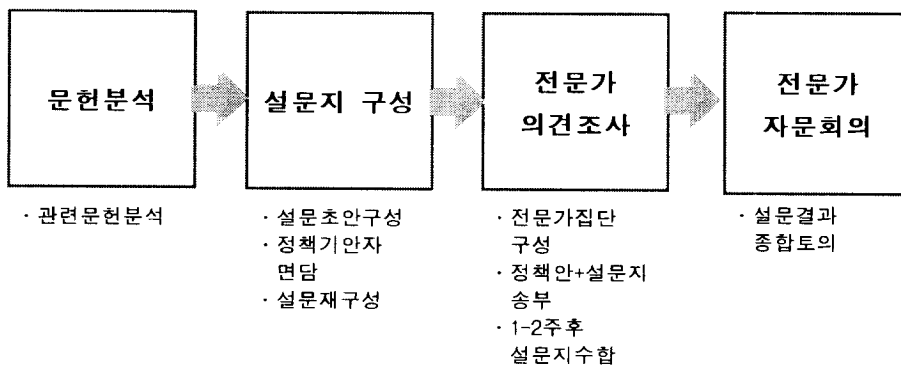 문헌분석
설문지 구성
전문가
의견조사
전문가
자문회의
· 관련문헌분석
· 설문초안구성
· 정책기안자
면담
· 설문재구성
· 전문가집단
구성
· 정책안+설문지
송부
· 1-2주후
설문지수합
· 설문결과
종합토의